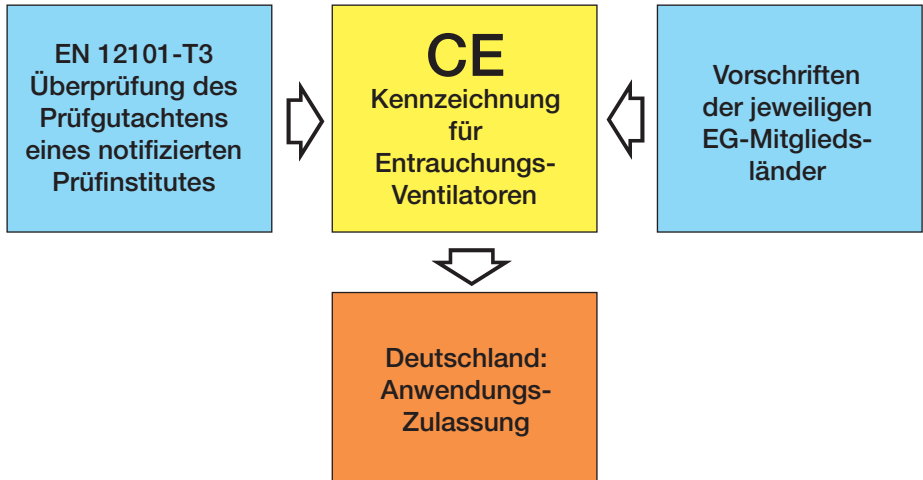 EN 12101-T3
Überprüfung des
Prüfgutachtens
eines notifizierten
Prüfinstitutes
CE
Kennzeichnung
für
Entrauchungs-
Ventilatoren
Vorschriften
der jeweiligen
EG-Mitglieds-
länder
Deutschland:
Anwendungs-
Zulassung